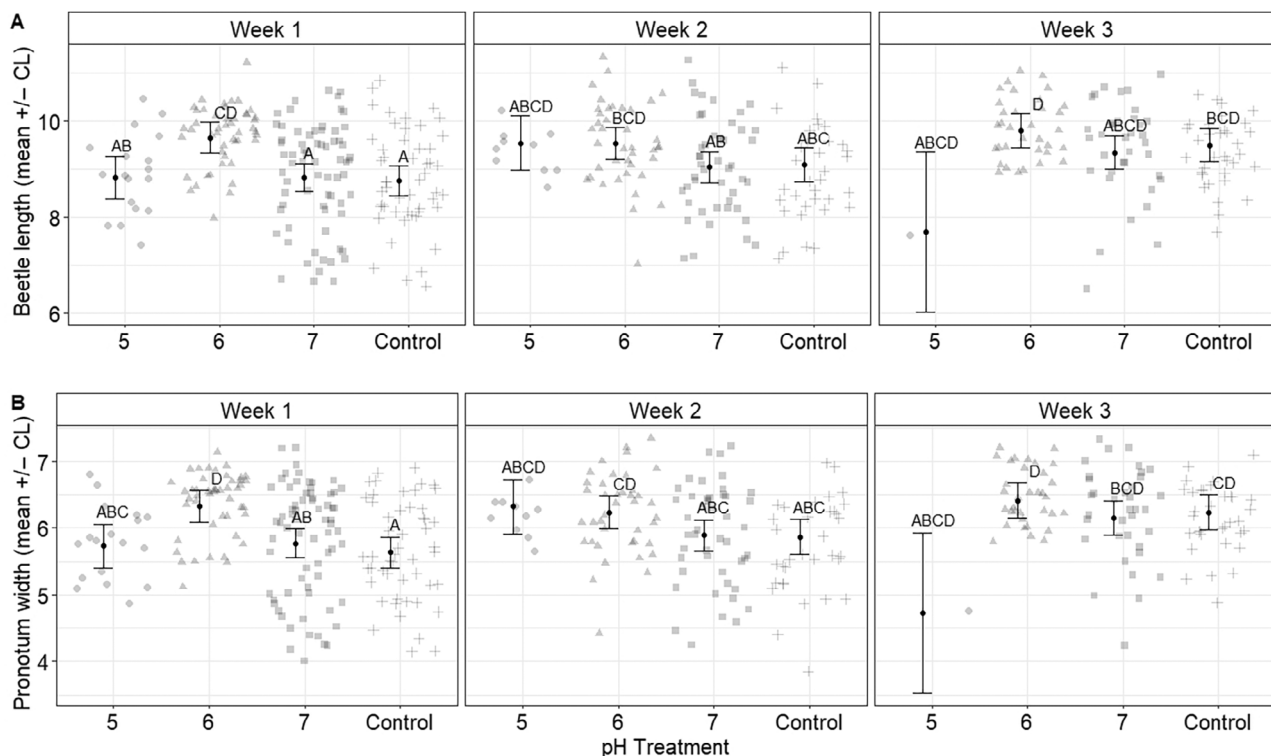 A
Week 1
Week 2
Week 3
Beetle length (mean +/− CL)
10
8
6
AB
CD
A
A
ABCD
BCD
AB
ABC
ABCD
D
ABCD
BCD
5
6
7
Control
5
6
7
Control
5
6
7
Control
B
Week 1
Week 2
Week 3
Pronotum width (mean +/− CL)
7
6
5
4
ABC
D
AB
A
ABCD
CD
ABC
ABC
ABCD
D
BCD
CD
5
6
7
Control
5
6
7
Control
5
6
7
Control
pH Treatment